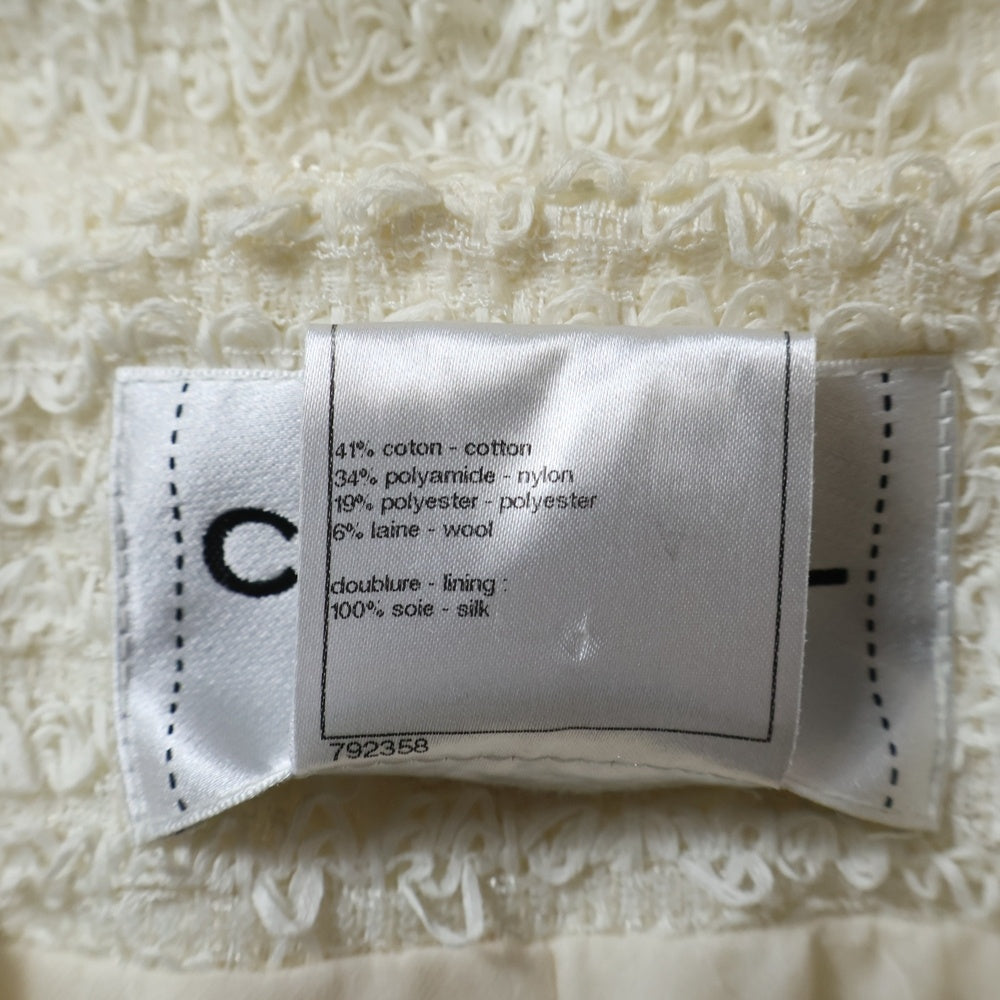 41% coton - cotton
34% polyamide - nylon
19% polyester - polyester
6% laine - wool
doublure - lining :
100% soie - silk
792358